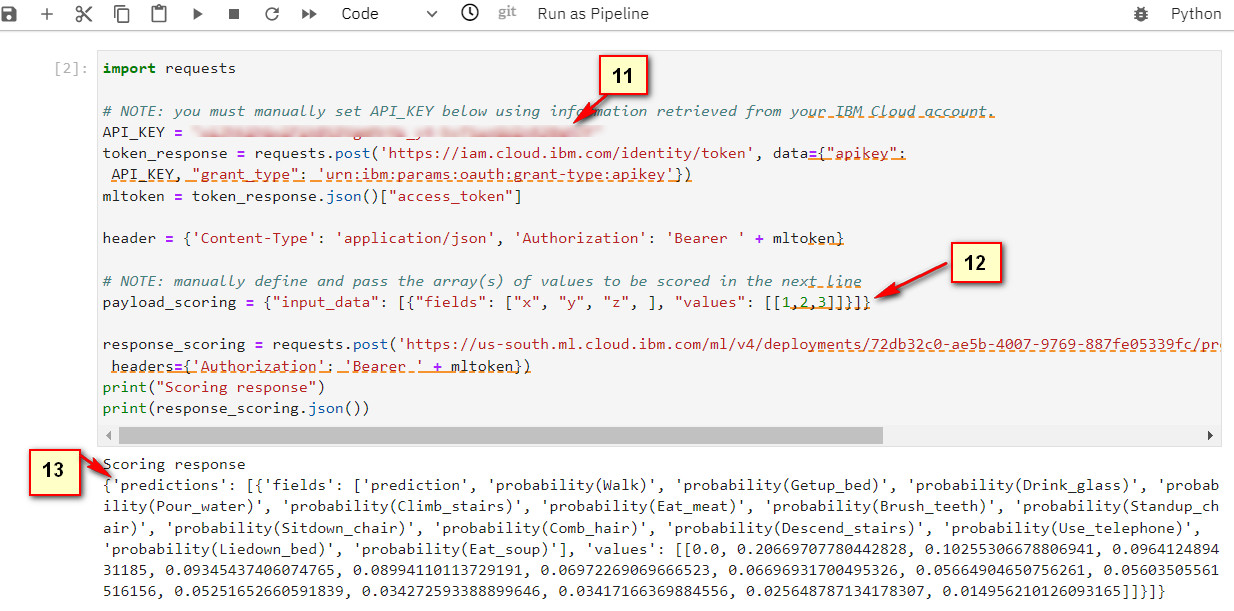 Code git Run as Pipeline Python
[2]: import requests
11
# NOTE: you must manually set API_KEY below using information retrieved from your IBM Cloud account.
API_KEY =
token_response = requests.post('https://iam.cloud.ibm.com/identity/token', data={"apikey":
API_KEY, "grant_type": 'urn:ibm:params:oauth:grant-type:apikey'})
mltoken = token_response.json()["access_token"]
header = {'Content-Type': 'application/json', 'Authorization': 'Bearer ' + mltoken}
12
# NOTE: manually define and pass the array(s) of values to be scored in the next line
payload_scoring = {"input_data": [{"fields": ["x", "y", "z", ], "values": [[1,2,3]]}]}
response_scoring = requests.post('https://us-south.ml.cloud.ibm.com/ml/v4/deployments/72db32c0-ae5b-4007-9769-887fe05339fc/pre
headers={'Authorization': 'Bearer ' + mltoken})
print("Scoring response")
print(response_scoring.json())
13
Scoring response
{'predictions': [{'fields': ['prediction', 'probability(Walk)', 'probability(Getup_bed)', 'probability(Drink_glass)', 'probab
ility(Pour_water)', 'probability(Climb_stairs)', 'probability(Eat_meat)', 'probability(Brush_teeth)', 'probability(Standup_ch
air)', 'probability(Sitdown_chair)', 'probability(Comb_hair)', 'probability(Descend_stairs)', 'probability(Use_telephone)',
'probability(Liedown_bed)', 'probability(Eat_soup)'], 'values': [[0.0, 0.20669707780442828, 0.10255306678806941, 0.0964124894
31185, 0.09345437406074765, 0.08994110113729191, 0.06972269069666523, 0.06696931700495326, 0.05664904650756261, 0.05603505561
516156, 0.05251652660591839, 0.034272593388899646, 0.03417166369884556, 0.025648787134178307, 0.014956210126093165]]}]}